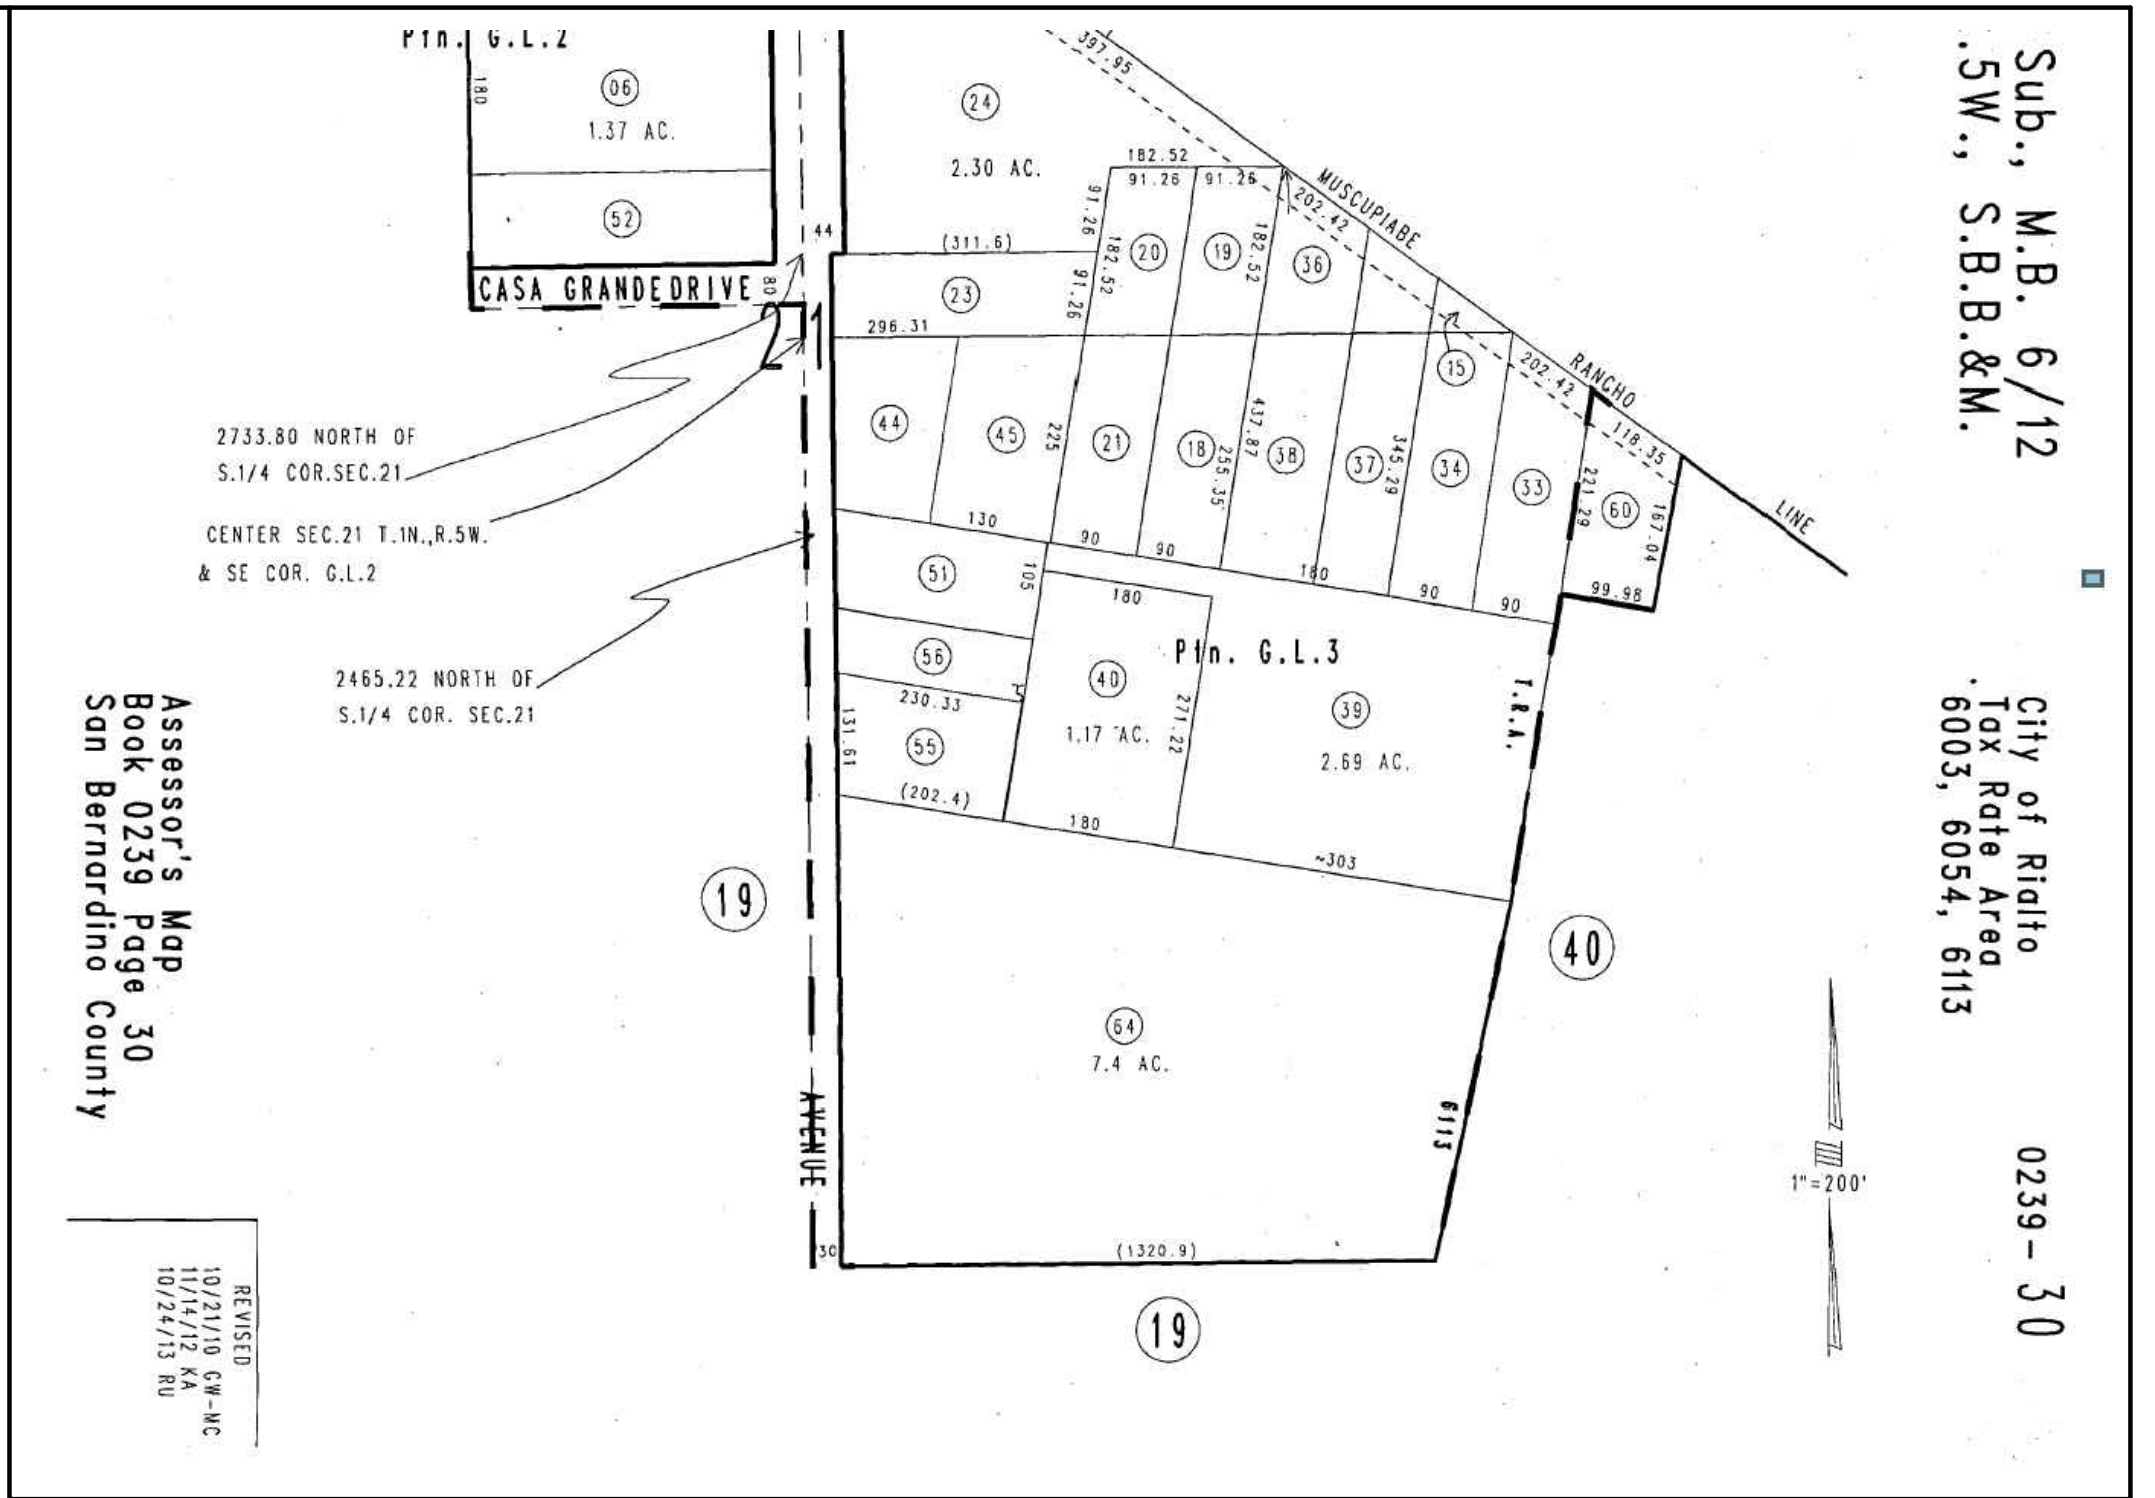 Sub., M.B. 6/12
.5W., S.B.B.&M.
City of Rialto
Tax Rate Area
6003, 6054, 6113
0239- 30
Ptn. G.L.2
180
06
1.37 AC.
52
CASA GRANDE DRIVE
80
44
2
1
2733.80 NORTH OF
S.1/4 COR.SEC.21
CENTER SEC.21 T.1N.,R.5W.
& SE COR. G.L.2
2465.22 NORTH OF
S.1/4 COR. SEC.21
397.95
24
2.30 AC.
182.52
91.26
91.26
MUSCUPIABE
202.42
91.26
182.52
91.26
20
19
182.52
36
(311.6)
23
296.31
15
202.42
RANCHO
118.35
LINE
44
45
225
21
18
255.35
437.87
38
37
345.29
34
33
221.29
60
167.04
99.98
130
90
90
180
90
90
51
105
180
56
230.33
40
1.17 AC.
271.22
Ptn. G.L.3
39
2.69 AC.
T.R.A.
131.61
55
(202.4)
180
~303
19
40
64
7.4 AC.
6113
AVENUE
30
(1320.9)
19
1"=200'
Assessor's Map
Book 0239 Page 30
San Bernardino County
REVISED
10/21/10 GW-MC
11/14/12 KA
10/24/13 RU